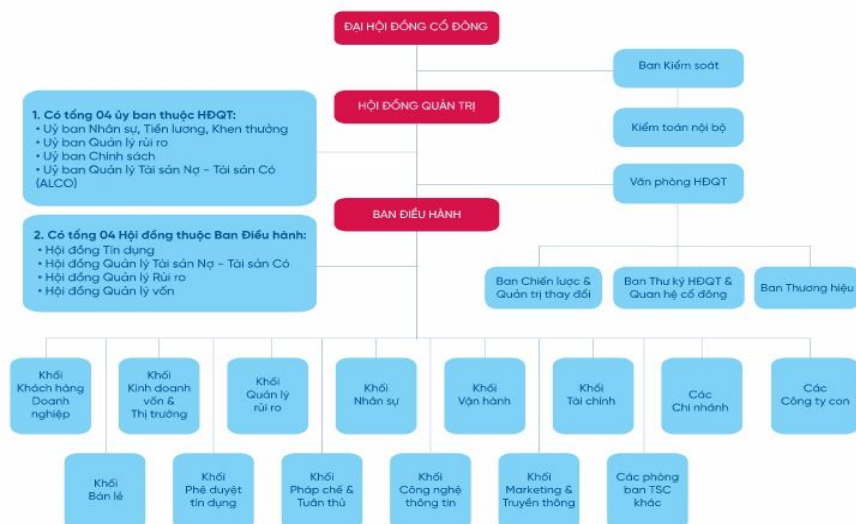 ĐẠI HỘI ĐỒNG CỔ ĐÔNG
Ban Kiểm soát
HỘI ĐỒNG QUẢN TRỊ
1. Có tổng 04 ủy ban thuộc HĐQT:
• Uỷ ban Nhân sự, Tiền lương, Khen thưởng
• Uỷ ban Quản lý rủi ro
• Uỷ ban Chính sách
• Uỷ ban Quản lý Tài sản Nợ - Tài sản Có
(ALCO)
Kiểm toán nội bộ
Văn phòng HĐQT
BAN ĐIỀU HÀNH
2. Có tổng 04 Hội đồng thuộc Ban Điều hành:
• Hội đồng Tín dụng
• Hội đồng Quản lý Tài sản Nợ - Tài sản Có
• Hội đồng Quản lý Rủi ro
• Hội đồng Quản lý vốn
Ban Chiến lược &
Quản trị thay đổi
Ban Thư ký HĐQT &
Quan hệ cổ đông
Ban Thương hiệu
Khối
Khách hàng
Doanh
nghiệp
Khối
Kinh doanh
vốn &
Thị trường
Khối
Quản lý
rủi ro
Khối
Nhân sự
Khối
Vận hành
Khối
Tài chính
Các
Chi nhánh
Các
Công ty con
Khối
Bán lẻ
Khối
Phê duyệt
tín dụng
Khối
Pháp chế &
Tuân thủ
Khối
Công nghệ
thông tin
Khối
Marketing &
Truyền thông
Các phòng
ban TSC
khác